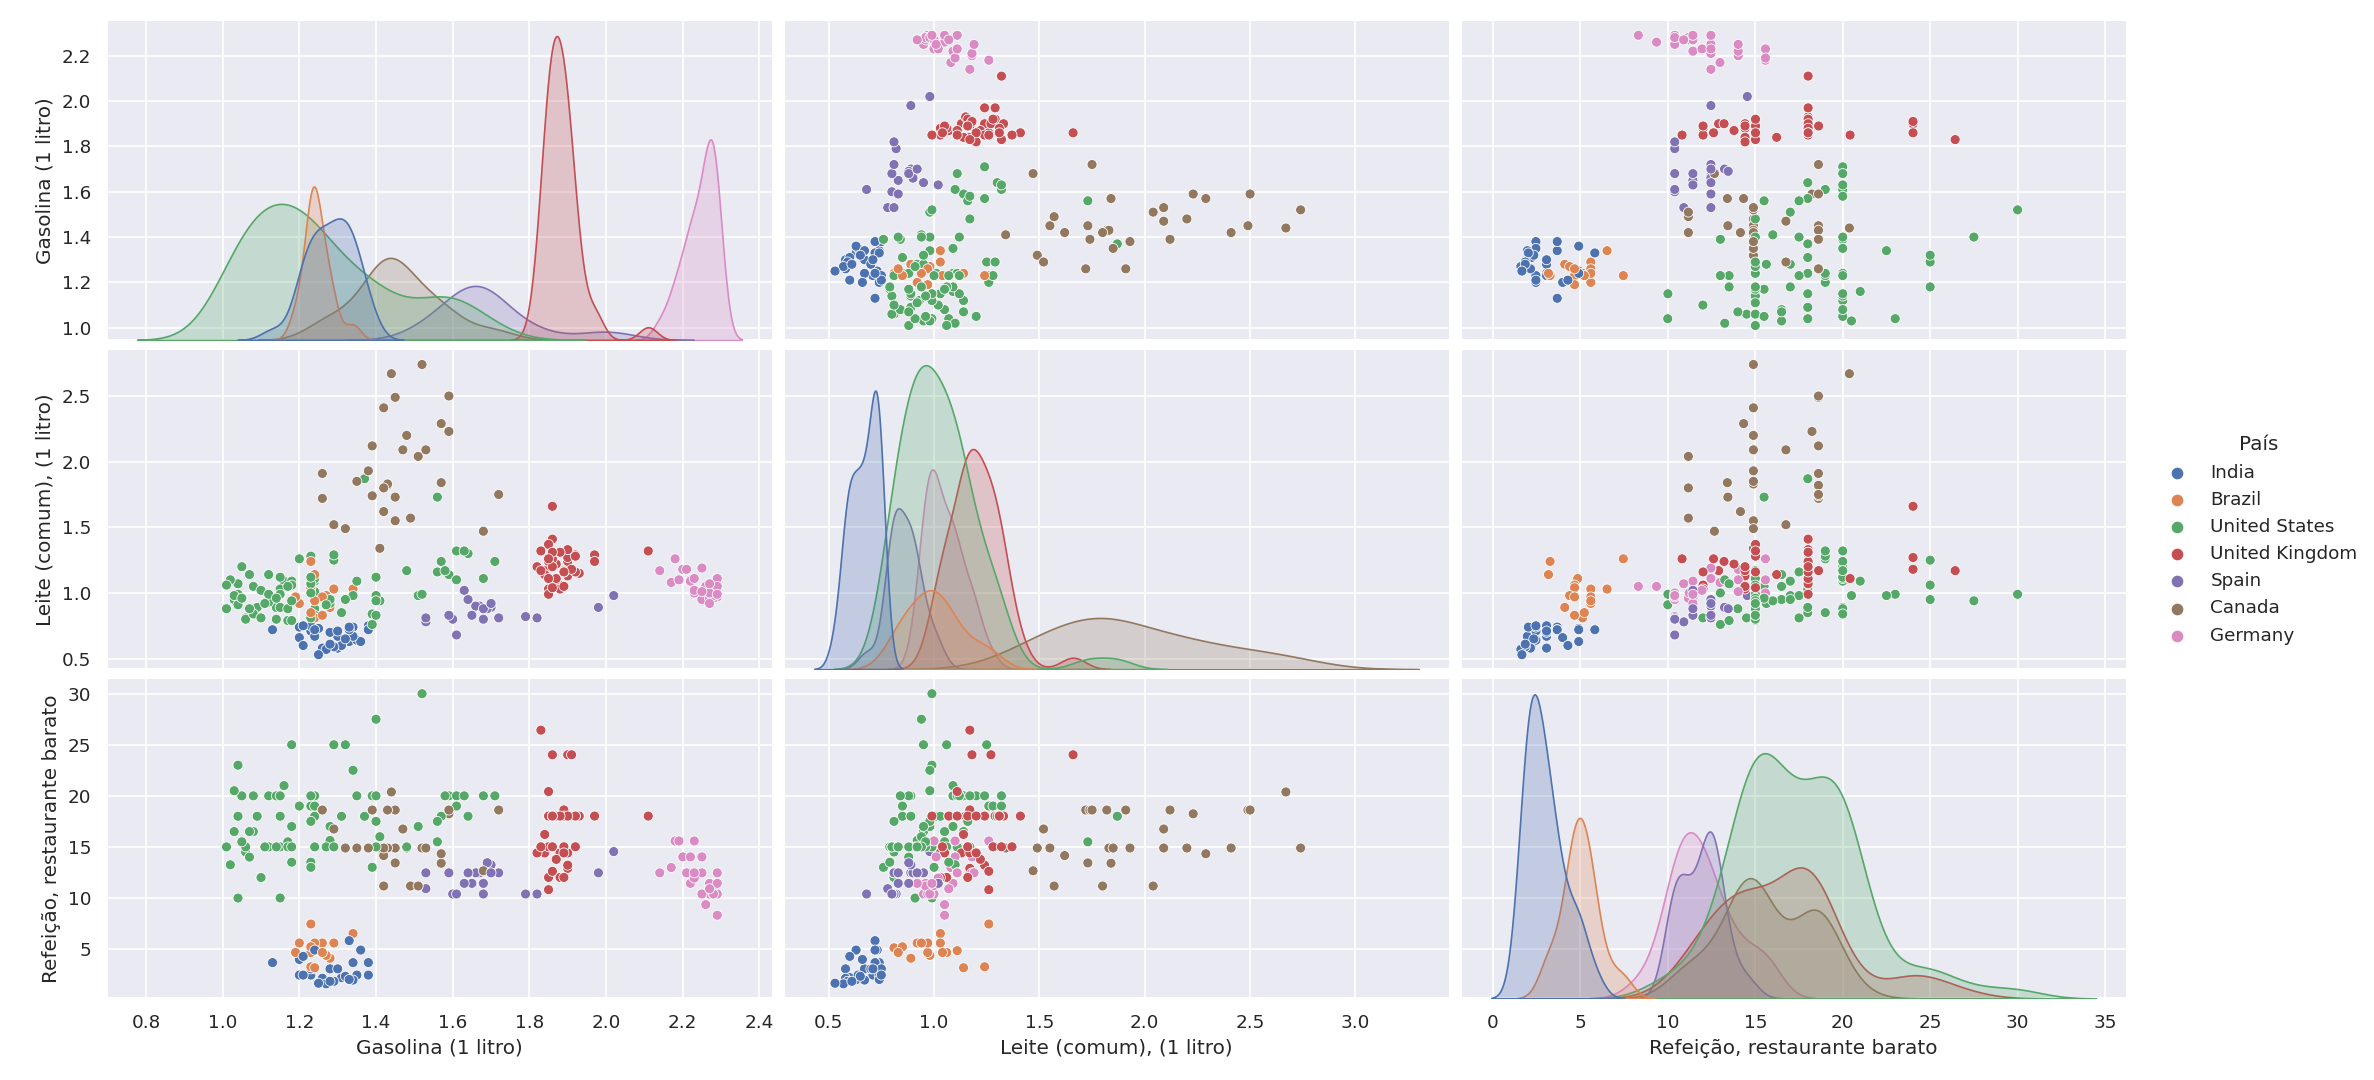 Gasolina (1 litro)
2.2
2.0
1.8
1.6
1.4
1.2
1.0
Leite (comum), (1 litro)
2.5
2.0
1.5
1.0
0.5
Refeição, restaurante barato
30
25
20
15
10
5
0.8 1.0 1.2 1.4 1.6 1.8 2.0 2.2 2.4
Gasolina (1 litro)
0.5 1.0 1.5 2.0 2.5 3.0
Leite (comum), (1 litro)
0 5 10 15 20 25 30 35
Refeição, restaurante barato
País
India
Brazil
United States
United Kingdom
Spain
Canada
Germany